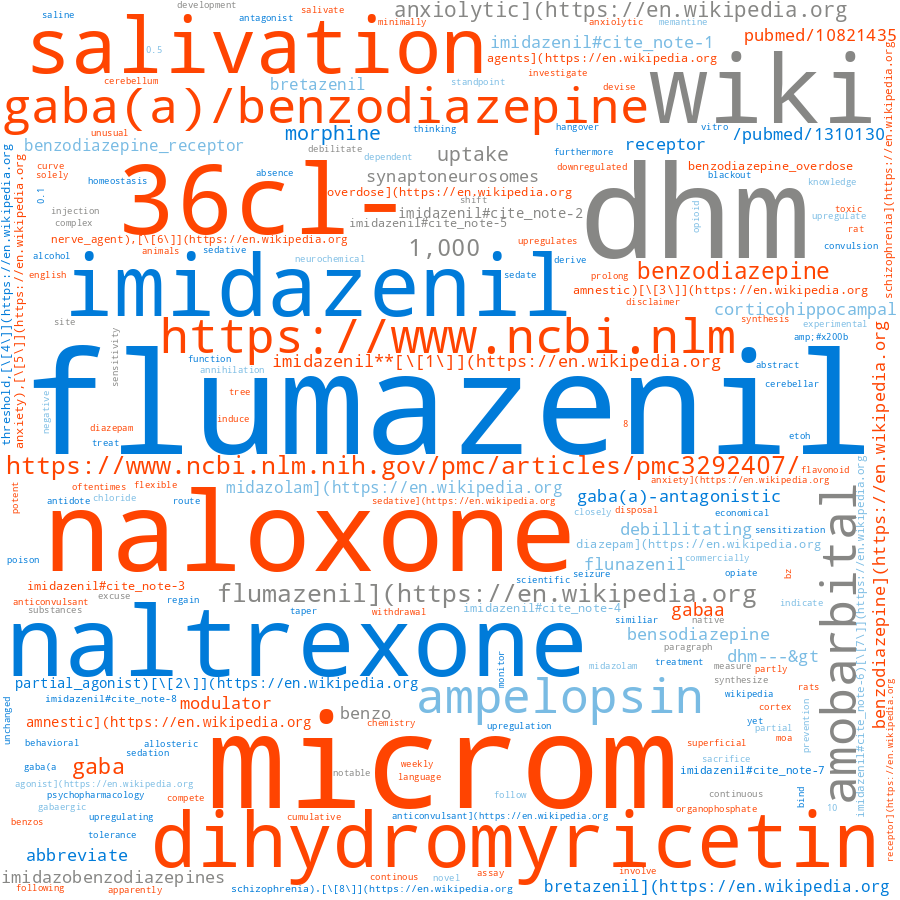 development
salivate
anxiolytic](https://en.wikipedia.org
saline
antagonist
minimally
anxiolytic
memantine
salivation
0.5
imidazenil#cite_note-1
pubmed/10821435
agents](https://en.wikipedia.org
wiki
cerebellum
bretazenil
investigate
standpoint
devise
gaba(a)/benzodiazepine
unusual
morphine
thinking
hangover
vitro
/pubmed/1310130
benzodiazepine_receptor
debilitate
uptake
furthermore
receptor
curve
solely
absence
dependent
downregulated
benzodiazepine_overdose
blackout
36cl-
synaptoneurosomes
dhm
homeostasis
overdose](https://en.wikipedia.org
knowledge
0.1
shift
toxic
injection
complex
imidazenil#cite_note-2
imidazenil#cite_note-5
opioid
upregulate
rat
nerve_agent),[\[6\]](https://en.wikipedia.org
1,000
upregulates
convulsion
alcohol
animals
sedative
neurochemical
derive
english
imidazenil
sedate
prolong
benzodiazepine
amnestic)[\[3\]](https://en.wikipedia.org
disclaimer
corticohippocampal
schizophrenia](https://en.wikipedia.org
threshold,[\[4\]](https://en.wikipedia.org
anxiety),[\[5\]](https://en.wikipedia.org
site
sensitivity
https://www.ncbi.nlm
synthesis
experimental
amp;#x200b
function
annihilation
imidazenil**[\[1\]](https://en.wikipedia.org
abstract
flumazenil
tree
cerebellar
negative
induce
diazepam
8
treat
etoh
https://www.ncbi.nlm.nih.gov/pmc/articles/pmc3292407/
flavonoid
potent
oftentimes
flexible
midazolam](https://en.wikipedia.org
anxiety](https://en.wikipedia.org
antidote
chloride
route
sedative](https://en.wikipedia.org
gaba(a)-antagonistic
closely
disposal
economical
naloxone
debillitating
sensitization
diazepam](https://en.wikipedia.org
commercially
poison
flunazenil
amobarbital
benzodiazepine](https://en.wikipedia.org
imidazenil#cite_note-6)[\[7\]](https://en.wikipedia.org
imidazenil#cite_note-3
scientific
seizure
opiate
bz
anticonvulsant
excuse
substances
regain
flumazenil](https://en.wikipedia.org
indicate
taper
withdrawal
imidazenil#cite_note-4
gabaa
naltrexone
similiar
native
bensodiazepine
paragraph
dhm---&gt
midazolam
treatment
measure
partly
monitor
synthesize
partial_agonist)[\[2\]](https://en.wikipedia.org
ampelopsin
wikipedia
rats
imidazenil#cite_note-8
modulator
benzo
cortex
prevention
unchanged
amnestic](https://en.wikipedia.org
chemistry
upregulation
yet
partial
microm
behavioral
allosteric
superficial
moa
sedation
gaba(a
gaba
notable
weekly
language
sacrifice
imidazenil#cite_note-7
agonist](https://en.wikipedia.org
continuous
psychopharmacology
compete
follow
bind
gabaergic
organophosphate
10
benzos
upregulating
cumulative
anticonvulsant](https://en.wikipedia.org
receptor](https://en.wikipedia.org
tolerance
dihydromyricetin
abbreviate
imidazobenzodiazepines
continous
novel
assay
involve
following
apparently
schizophrenia).[\[8\]](https://en.wikipedia.org
bretazenil](https://en.wikipedia.org